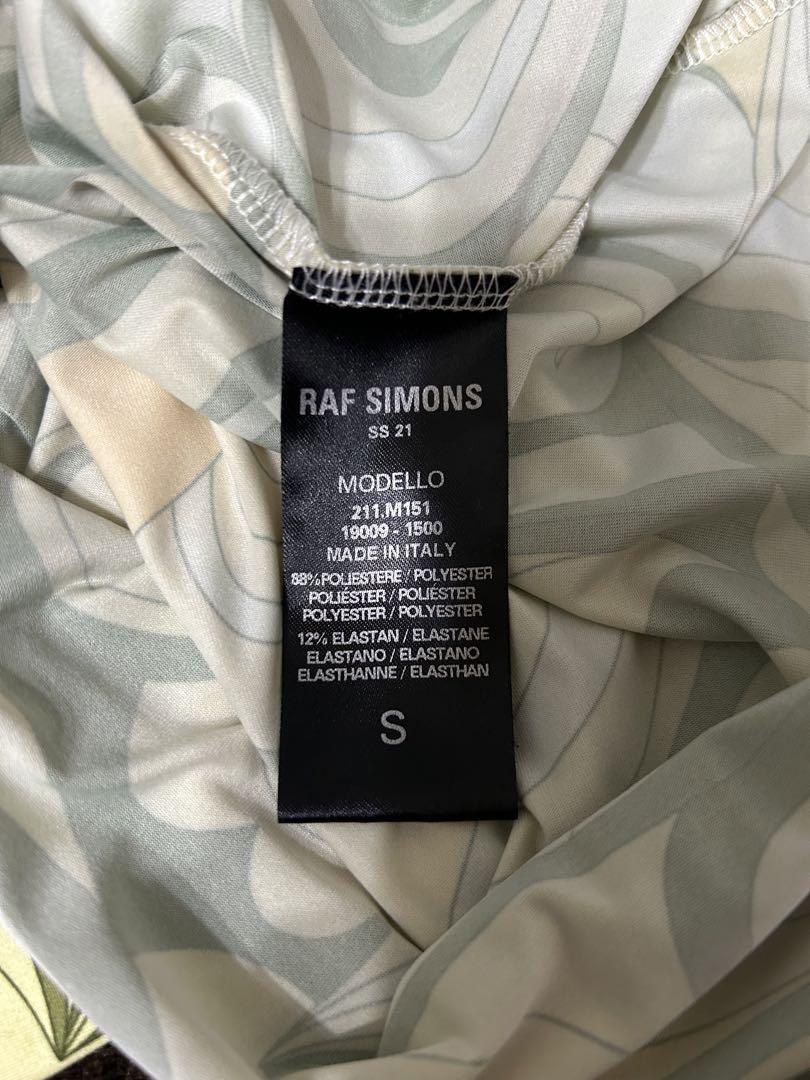 RAF SIMONS
SS 21
MODELLO
211.M151
19009 - 1500
MADE IN ITALY
88% POLIESTERE / POLYESTER
POLIÉSTER / POLIÉSTER
POLYESTER / POLYESTER
12% ELASTAN / ELASTANE
ELASTANO / ELASTANO
ELASTHANNE / ELASTHAN
S